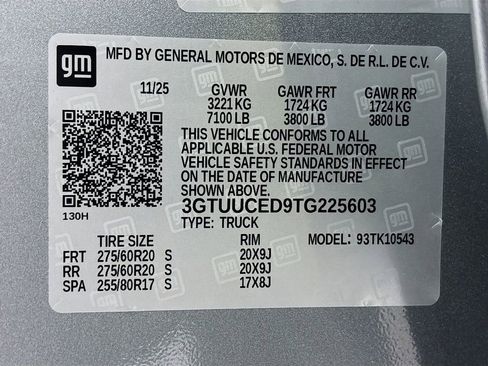 gm
MFD BY GENERAL MOTORS DE MEXICO, S. DE R.L. DE C.V.
11/25 GVWR GAWR FRT GAWR RR
3221 KG 1724 KG 1724 KG
7100 LB 3800 LB 3800 LB
THIS VEHICLE CONFORMS TO ALL
APPLICABLE U.S. FEDERAL MOTOR
VEHICLE SAFETY STANDARDS IN EFFECT
ON THE DATE OF MANUFACTURE
SHOWN ABOVE.
130H
3GTUUCED9TG225603
TYPE: TRUCK
TIRE SIZE RIM MODEL: 93TK10543
FRT 275/60R20 S 20X9J
RR 275/60R20 S 20X9J
SPA 255/80R17 S 17X8J